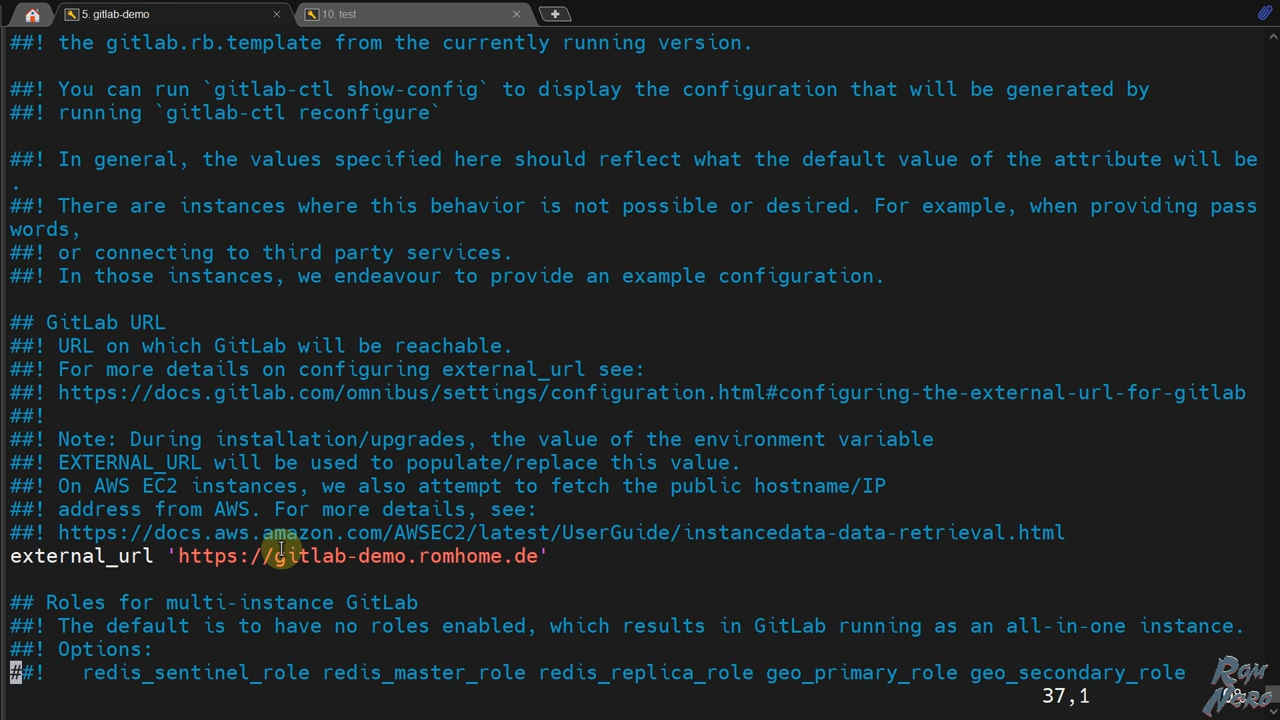 5. gitlab-demo
10. test
##! the gitlab.rb.template from the currently running version.
##! You can run `gitlab-ctl show-config` to display the configuration that will be generated by
##! running `gitlab-ctl reconfigure`
##! In general, the values specified here should reflect what the default value of the attribute will be
.
##! There are instances where this behavior is not possible or desired. For example, when providing pass
words,
##! or connecting to third party services.
##! In those instances, we endeavour to provide an example configuration.
## GitLab URL
##! URL on which GitLab will be reachable.
##! For more details on configuring external_url see:
##! https://docs.gitlab.com/omnibus/settings/configuration.html#configuring-the-external-url-for-gitlab
##!
##! Note: During installation/upgrades, the value of the environment variable
##! EXTERNAL_URL will be used to populate/replace this value.
##! On AWS EC2 instances, we also attempt to fetch the public hostname/IP
##! address from AWS. For more details, see:
##! https://docs.aws.amazon.com/AWSEC2/latest/UserGuide/instancedata-data-retrieval.html
external_url 'https://gitlab-demo.romhome.de'
## Roles for multi-instance GitLab
##! The default is to have no roles enabled, which results in GitLab running as an all-in-one instance.
##! Options:
##!   redis_sentinel_role redis_master_role redis_replica_role geo_primary_role geo_secondary_role
37,1
Rom
Nero